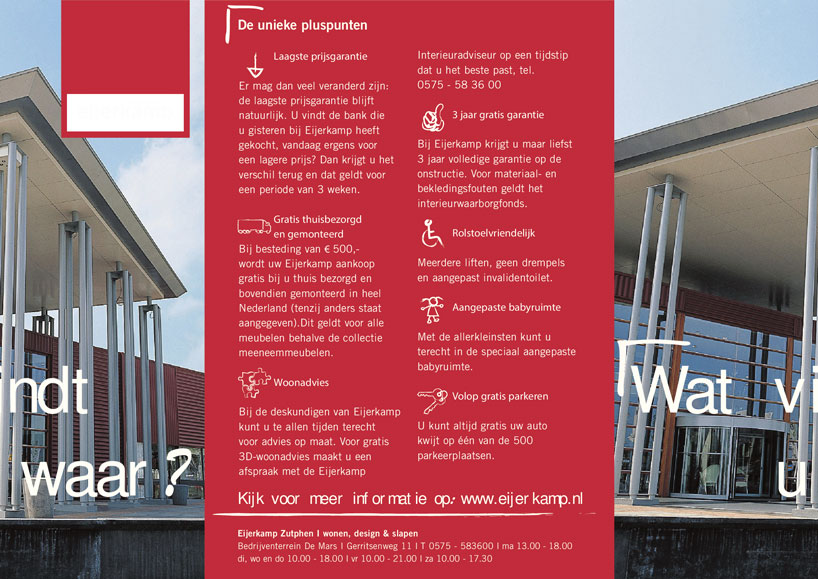 De unieke pluspunten
Laagste prijsgarantie
Er mag dan veel veranderd zijn:
de laagste prijsgarantie blijft
natuurlijk. U vindt de bank die
u gisteren bij Eijerkamp heeft
gekocht, vandaag ergens voor
een lagere prijs? Dan krijgt u het
verschil terug en dat geldt voor
een periode van 3 weken.
Gratis thuisbezorgd
en gemonteerd
Bij besteding van € 500,-
wordt uw Eijerkamp aankoop
gratis bij u thuis bezorgd en
bovendien gemonteerd in heel
Nederland (tenzij anders staat
aangegeven).Dit geldt voor alle
meubelen behalve de collectie
meeneemmeubelen.
Woonadvies
Bij de deskundigen van Eijerkamp
kunt u te allen tijden terecht
voor advies op maat. Voor gratis
3D-woonadvies maakt u een
afspraak met de Eijerkamp
Interieuradviseur op een tijdstip
dat u het beste past, tel.
0575 - 58 36 00
3 jaar gratis garantie
Bij Eijerkamp krijgt u maar liefst
3 jaar volledige garantie op de
onstructie. Voor materiaal- en
bekledingsfouten geldt het
interieurwaarborgfonds.
Rolstoelvriendelijk
Meerdere liften, geen drempels
en aangepast invalidentoilet.
Aangepaste babyruimte
Met de allerkleinsten kunt u
terecht in de speciaal aangepaste
babyruimte.
Volop gratis parkeren
U kunt altijd gratis uw auto
kwijt op één van de 500
parkeerplaatsen.
Kijk voor meer informatie op: www.eijerkamp.nl
Eijerkamp Zutphen I wonen, design & slapen
Bedrijventerrein De Mars I Gerritsenweg 11 I T 0575 - 583600 I ma 13.00 - 18.00
di, wo en do 10.00 - 18.00 I vr 10.00 - 21.00 I za 10.00 - 17.30
indt
waar?
Wat vi
u